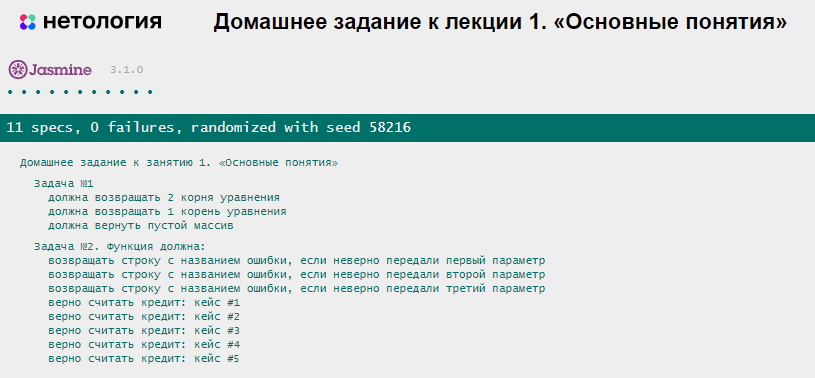 нетология Домашнее задание к лекции 1. «Основные понятия»
Jasmine 3.1.0
11 specs, 0 failures, randomized with seed 58216
Домашнее задание к занятию 1. «Основные понятия»
Задача №1
должна возвращать 2 корня уравнения
должна возвращать 1 корень уравнения
должна вернуть пустой массив
Задача №2. Функция должна:
возвращать строку с названием ошибки, если неверно передали первый параметр
возвращать строку с названием ошибки, если неверно передали второй параметр
возвращать строку с названием ошибки, если неверно передали третий параметр
верно считать кредит: кейс #1
верно считать кредит: кейс #2
верно считать кредит: кейс #3
верно считать кредит: кейс #4
верно считать кредит: кейс #5